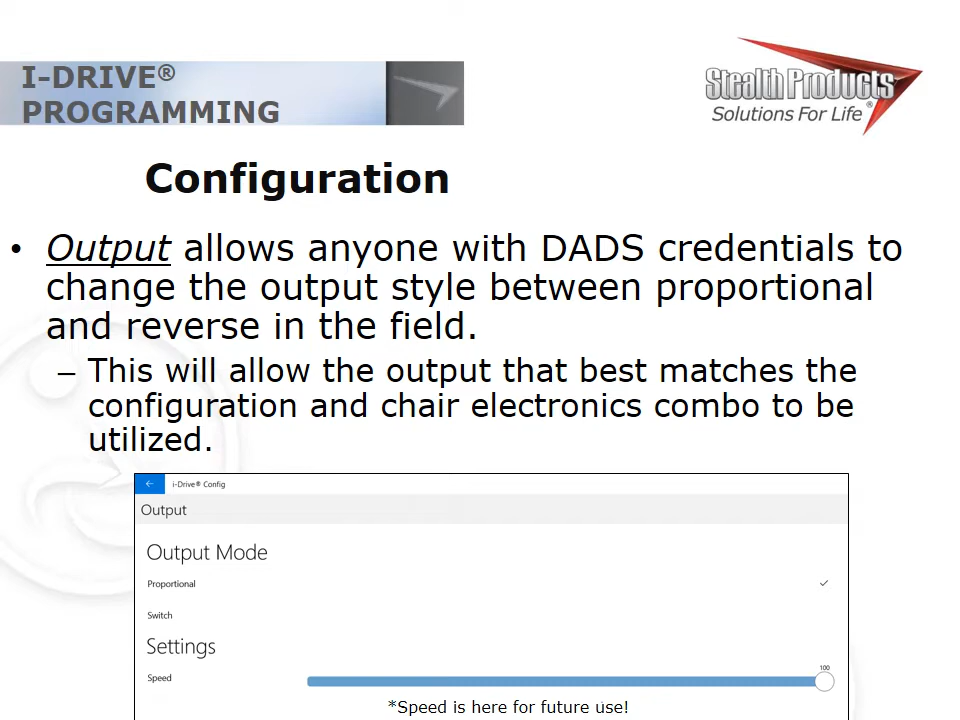 I-DRIVE®
PROGRAMMING
Stealth Products®
Solutions For Life
Configuration
• Output allows anyone with DADS credentials to
change the output style between proportional
and reverse in the field.
– This will allow the output that best matches the
configuration and chair electronics combo to be
utilized.
i-Drive® Config
Output
Output Mode
Proportional
Switch
Settings
Speed
100
*Speed is here for future use!